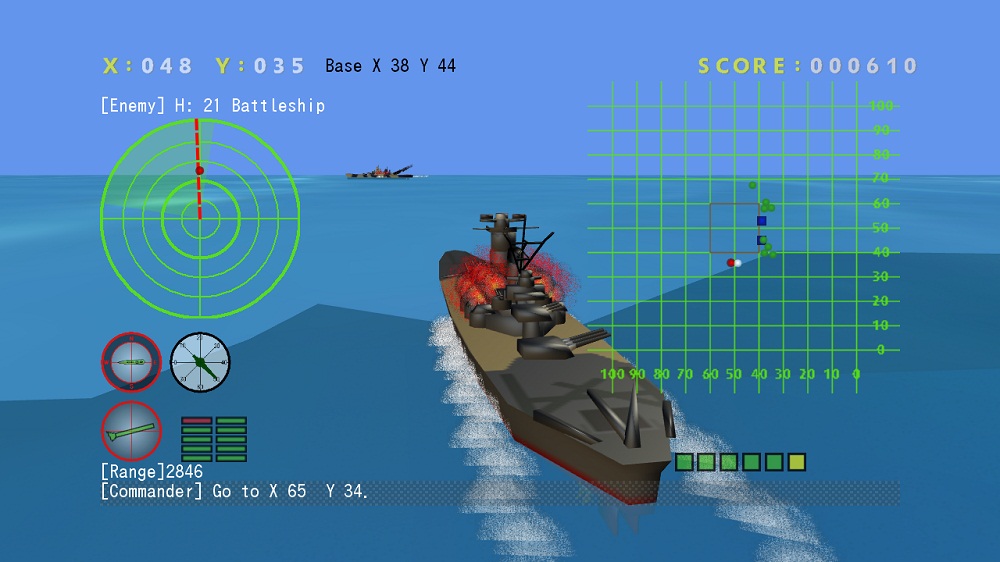 X:048 Y:035 Base X 38 Y 44 SCORE:000610
[Enemy] H: 21 Battleship
100
90
80
70
60
50
40
30
20
10
0
100 90 80 70 60 50 40 30 20 10 0
[Range]2846
[Commander] Go to X 65 Y 34.